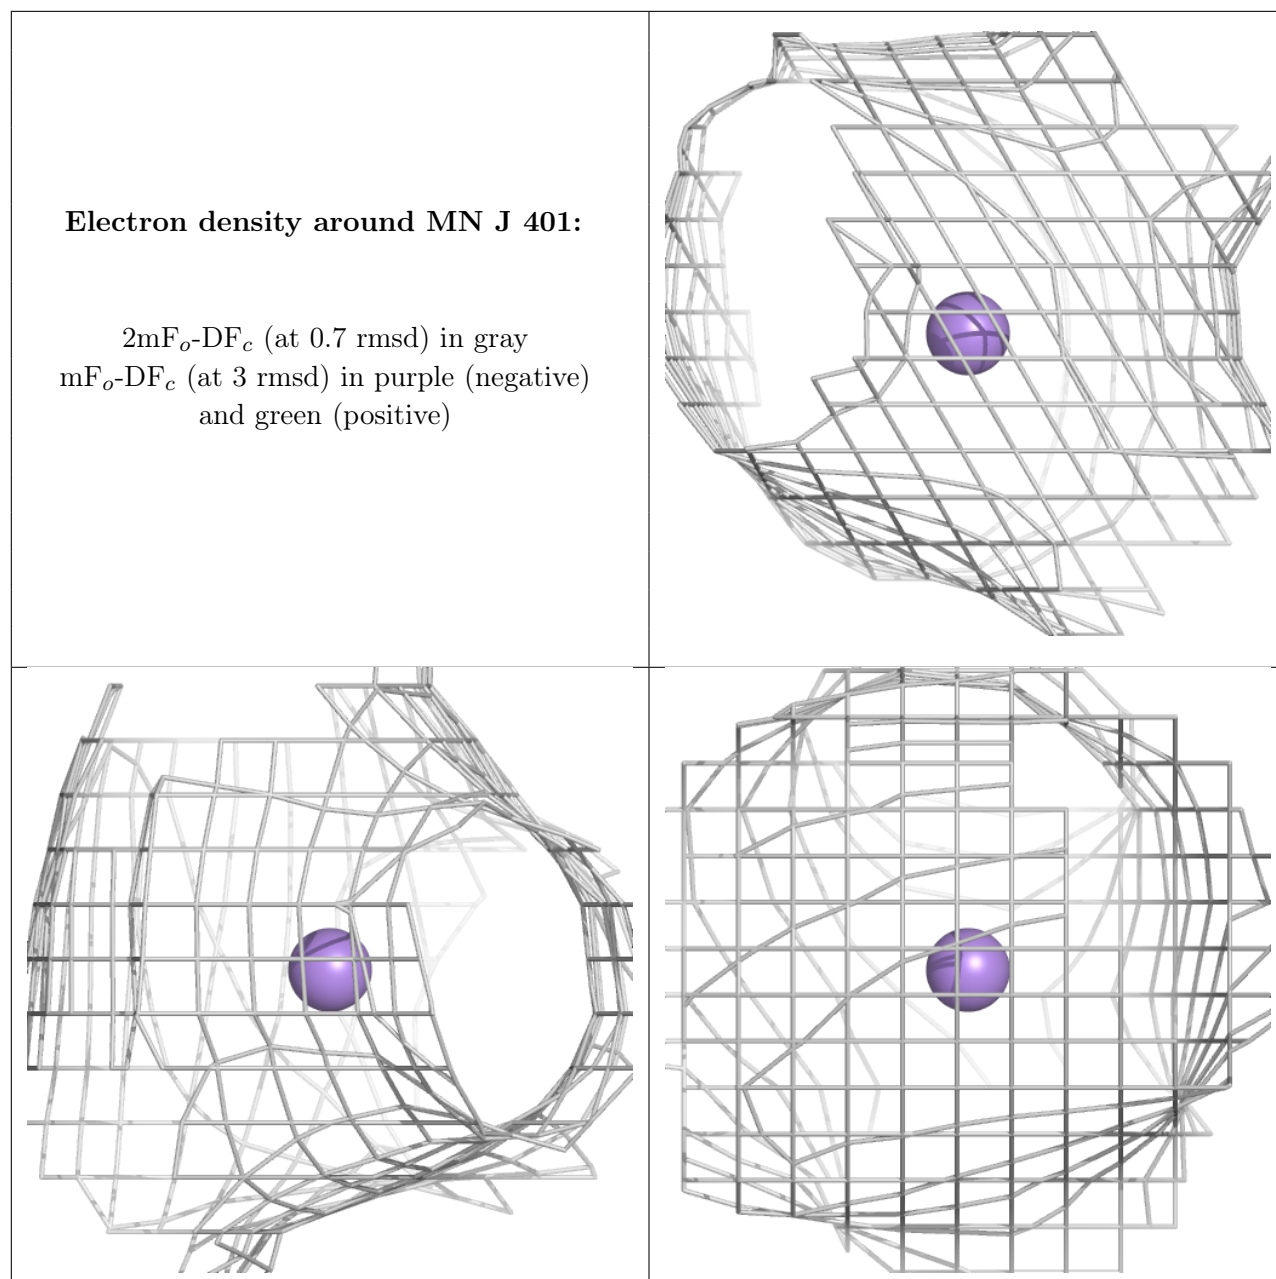 Electron density around MN J 401:
2mFo-DFc (at 0.7 rmsd) in gray
mFo-DFc (at 3 rmsd) in purple (negative)
and green (positive)